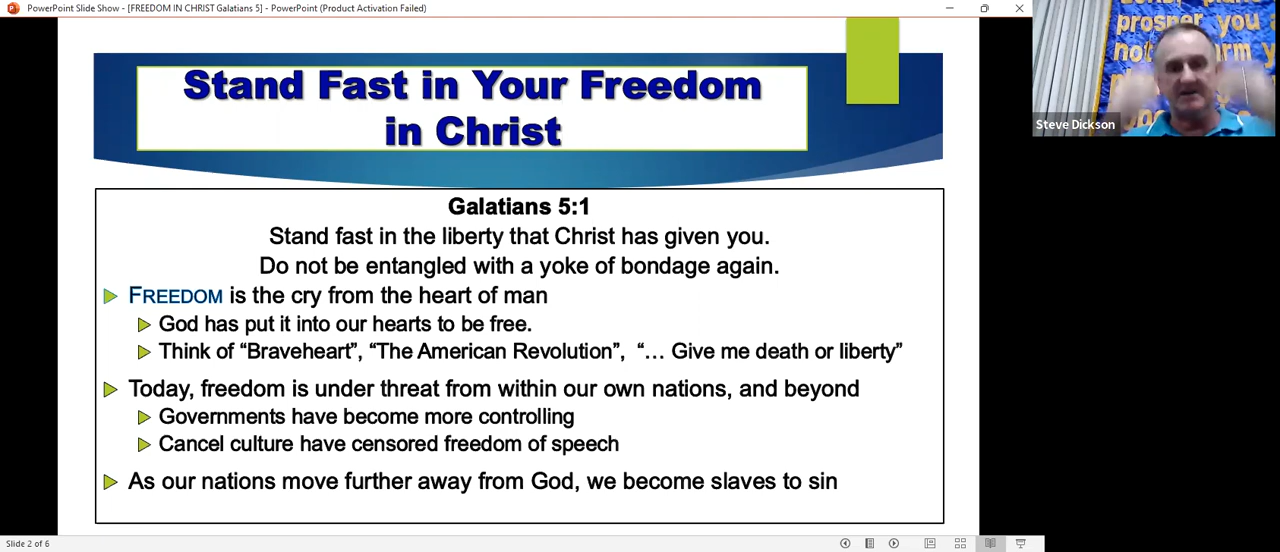 PowerPoint Slide Show - [FREEDOM IN CHRIST Galatians 5] - PowerPoint (Product Activation Failed)
Stand Fast in Your Freedom
in Christ
Galatians 5:1
Stand fast in the liberty that Christ has given you.
Do not be entangled with a yoke of bondage again.
FREEDOM is the cry from the heart of man
God has put it into our hearts to be free.
Think of “Braveheart”, “The American Revolution”, “… Give me death or liberty”
Today, freedom is under threat from within our own nations, and beyond
Governments have become more controlling
Cancel culture have censored freedom of speech
As our nations move further away from God, we become slaves to sin
Slide 2 of 6
prosper you
not
Steve Dickson